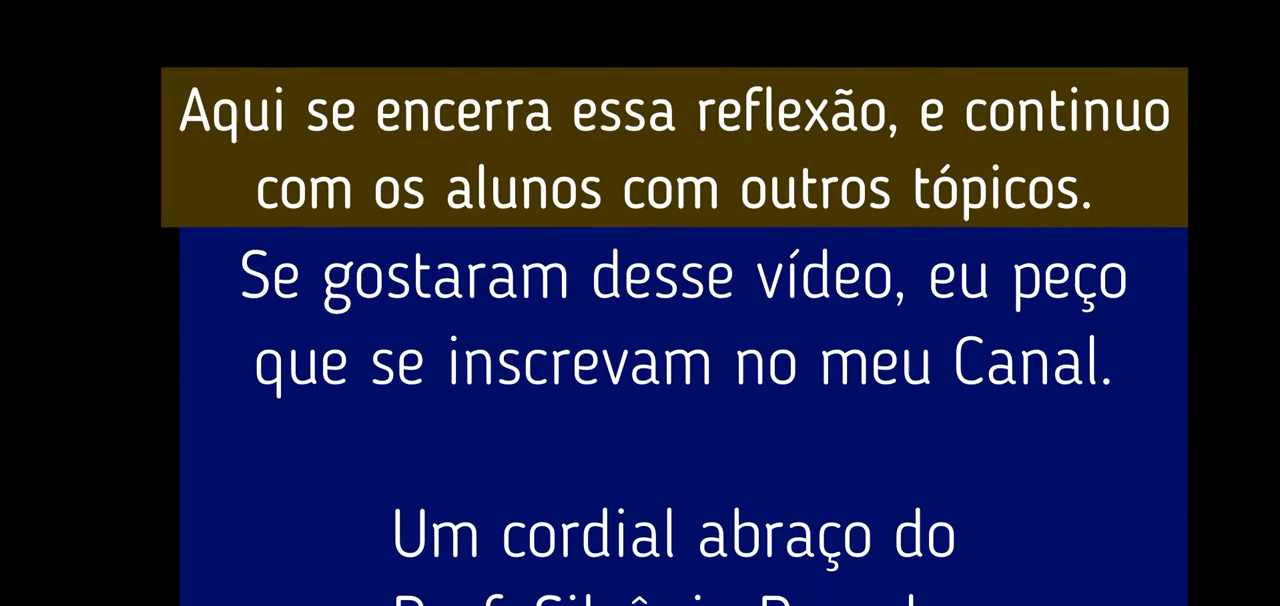 Aqui se encerra essa reflexão, e continuo
com os alunos com outros tópicos.
Se gostaram desse vídeo, eu peço
que se inscrevam no meu Canal.
Um cordial abraço do